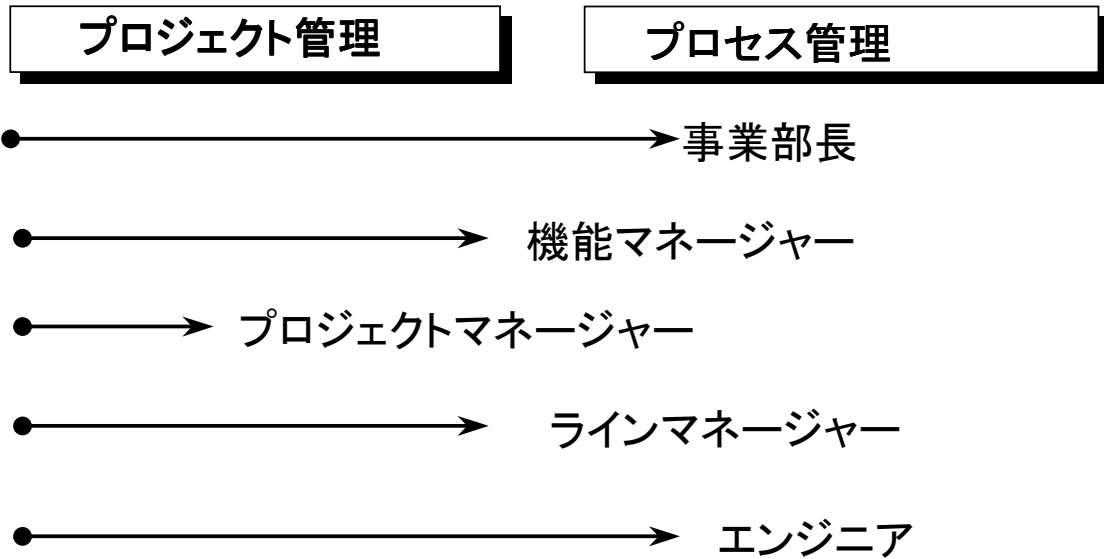 プロジェクト管理
プロセス管理
事業部長
機能マネージャー
プロジェクトマネージャー
ラインマネージャー
エンジニア